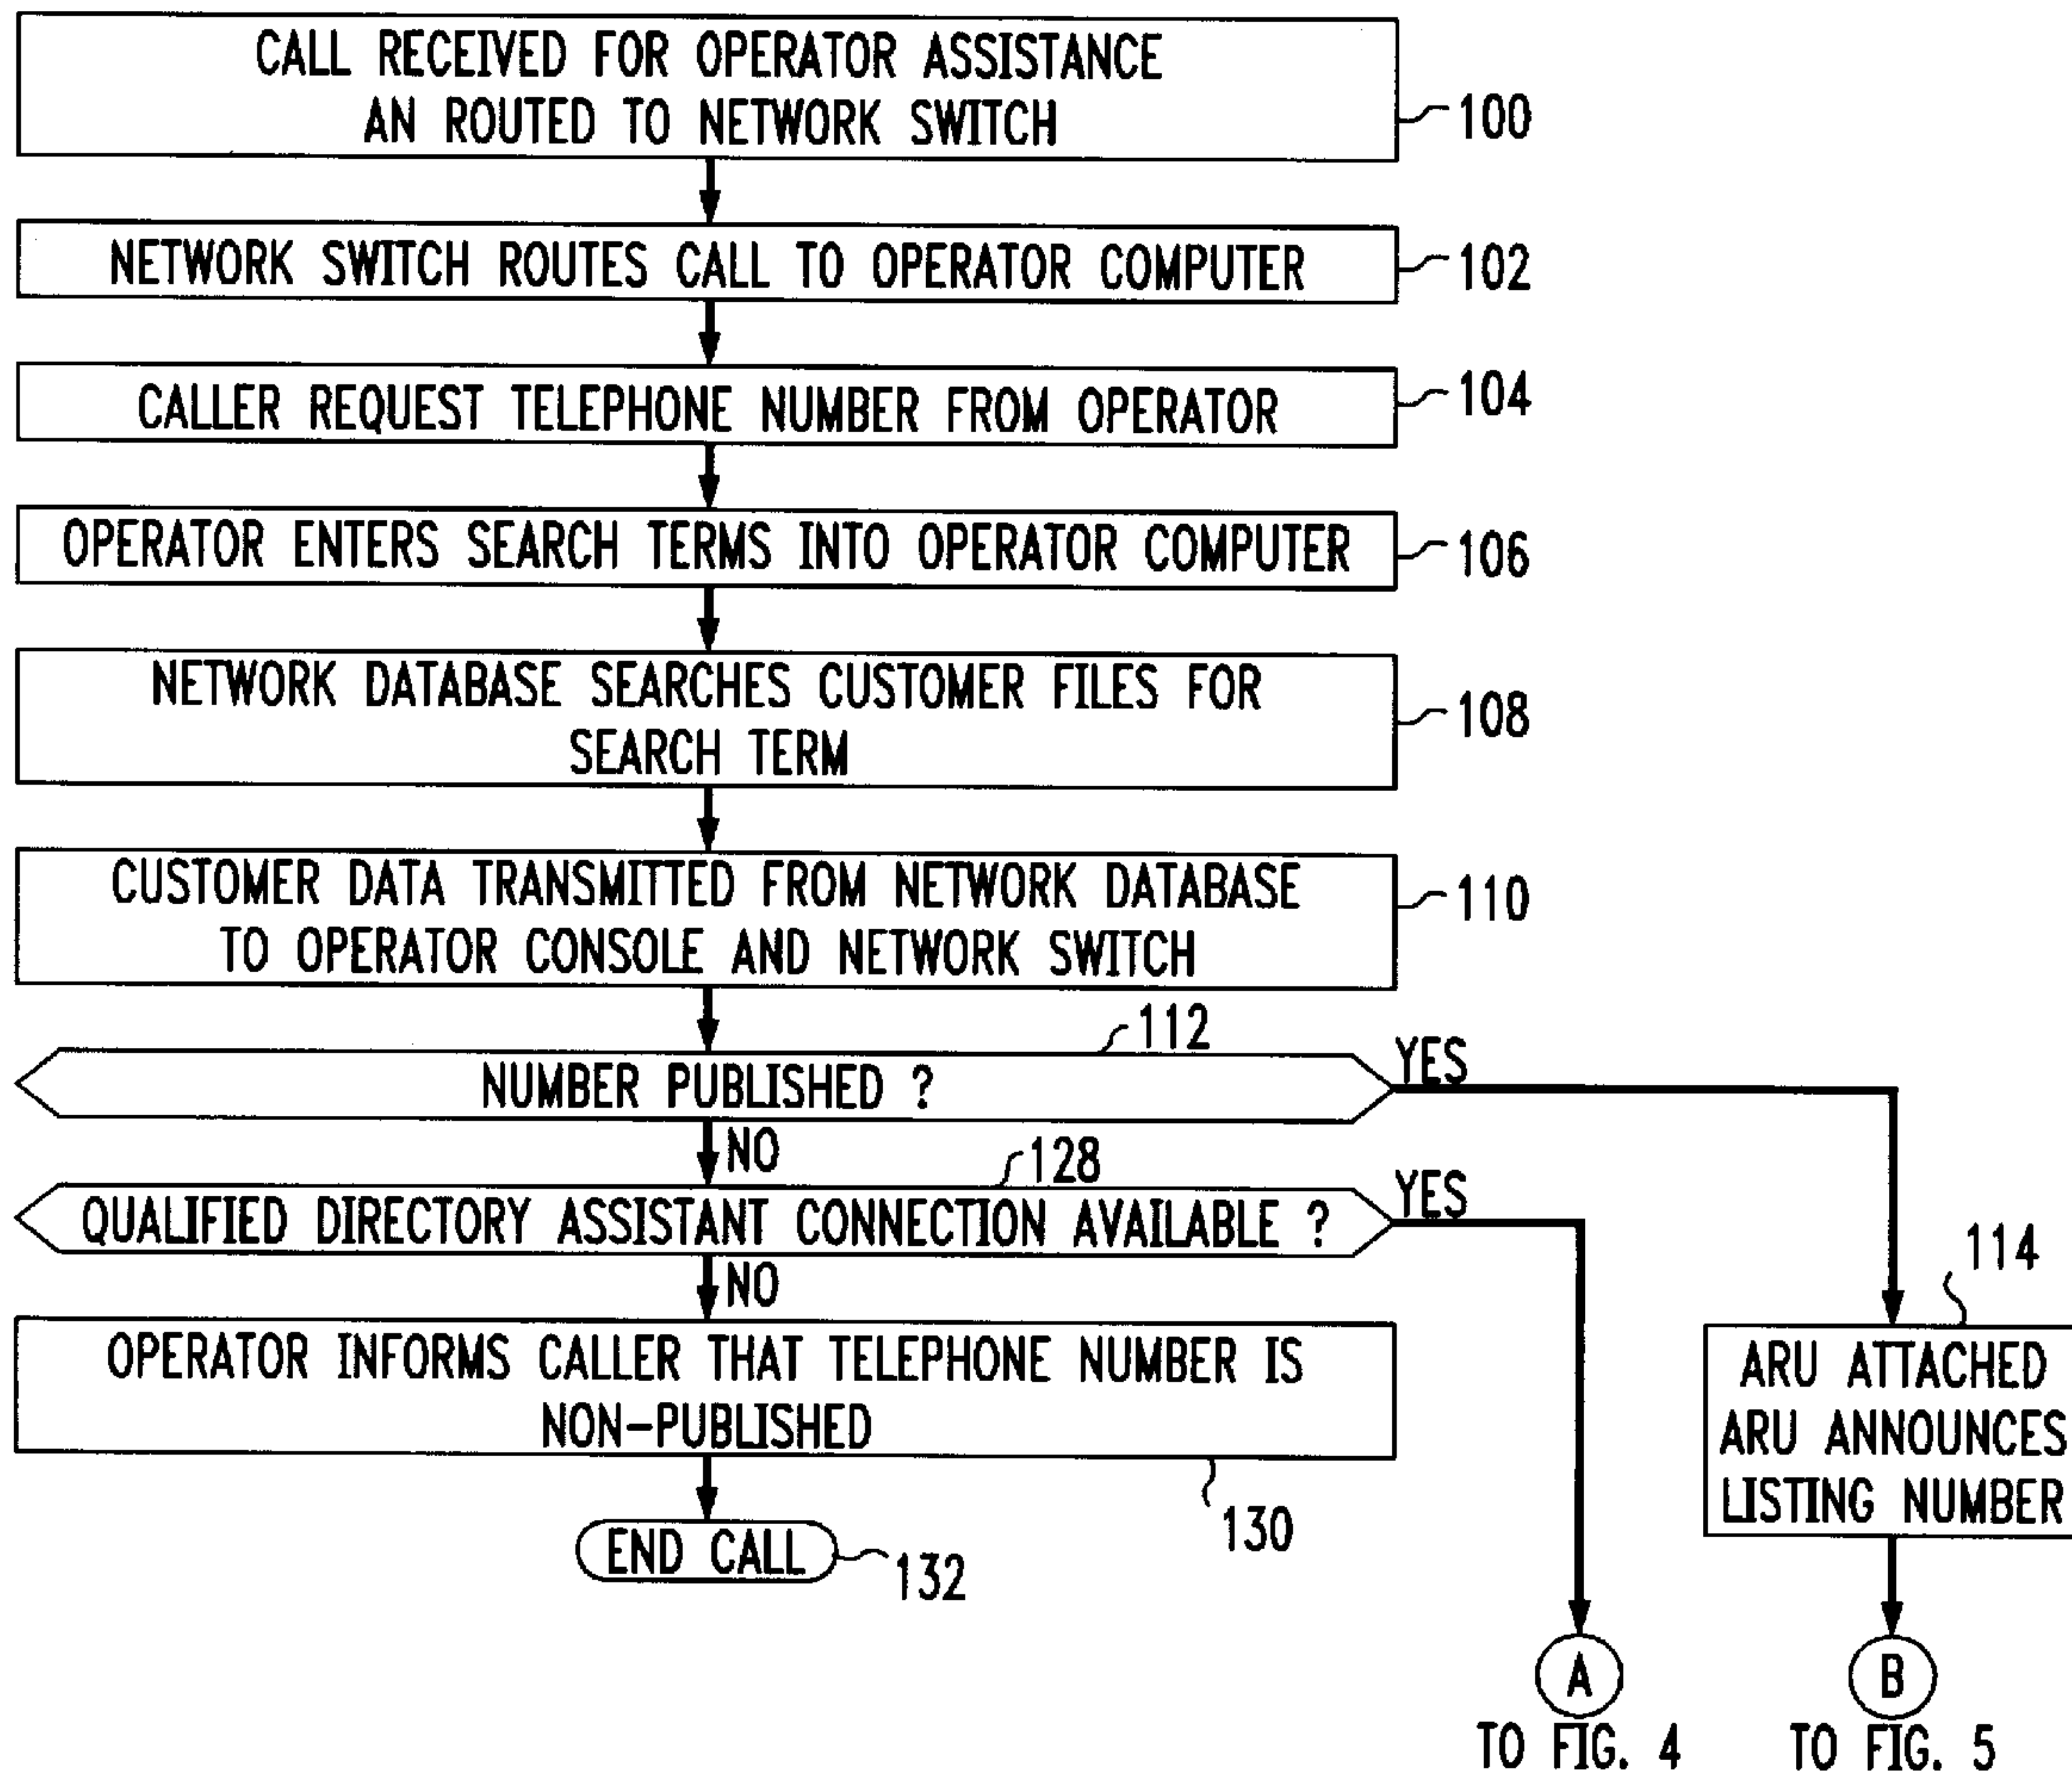 CALL RECEIVED FOR OPERATOR ASSISTANCE
AN ROUTED TO NETWORK SWITCH
100
NETWORK SWITCH ROUTES CALL TO OPERATOR COMPUTER
102
CALLER REQUEST TELEPHONE NUMBER FROM OPERATOR
104
OPERATOR ENTERS SEARCH TERMS INTO OPERATOR COMPUTER
106
NETWORK DATABASE SEARCHES CUSTOMER FILES FOR
SEARCH TERM
108
CUSTOMER DATA TRANSMITTED FROM NETWORK DATABASE
TO OPERATOR CONSOLE AND NETWORK SWITCH
110
112
NUMBER PUBLISHED ?
YES
NO
128
QUALIFIED DIRECTORY ASSISTANT CONNECTION AVAILABLE ?
YES
NO
114
ARU ATTACHED
ARU ANNOUNCES
LISTING NUMBER
OPERATOR INFORMS CALLER THAT TELEPHONE NUMBER IS
NON-PUBLISHED
130
END CALL
132
A
TO FIG. 4
B
TO FIG. 5